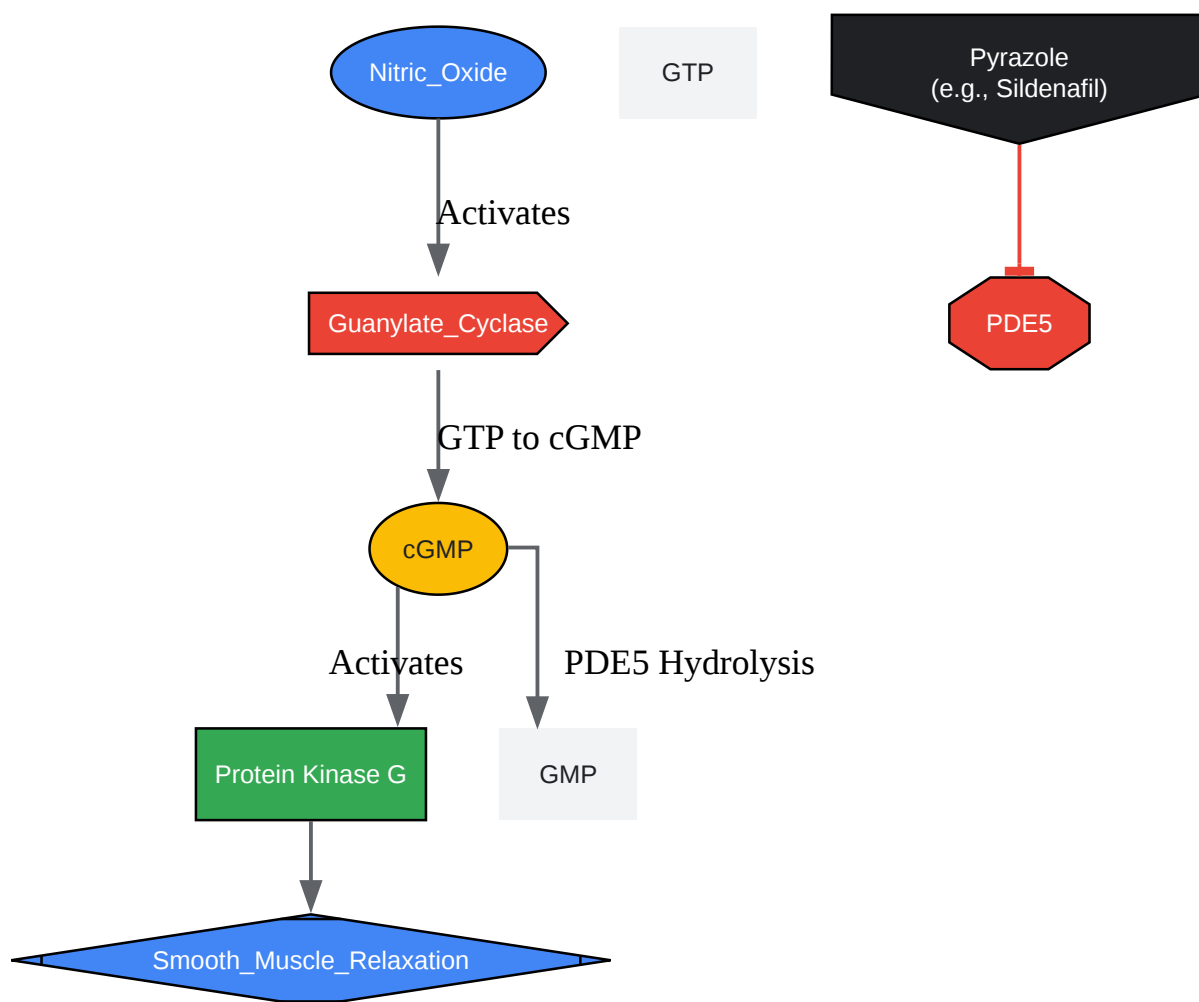 Nitric_Oxide
GTP
Pyrazole
(e.g., Sildenafil)
Activates
Guanylate_Cyclase
PDE5
GTP to cGMP
cGMP
Activates
PDE5 Hydrolysis
Protein Kinase G
GMP
Smooth_Muscle_Relaxation